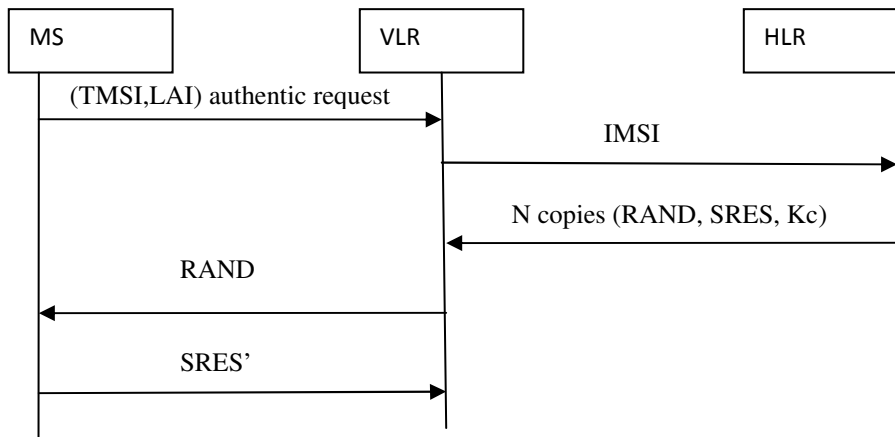 MS
VLR
HLR
(TMSI,LAI) authentic request
IMSI
N copies (RAND, SRES, Kc)
RAND
SRES’